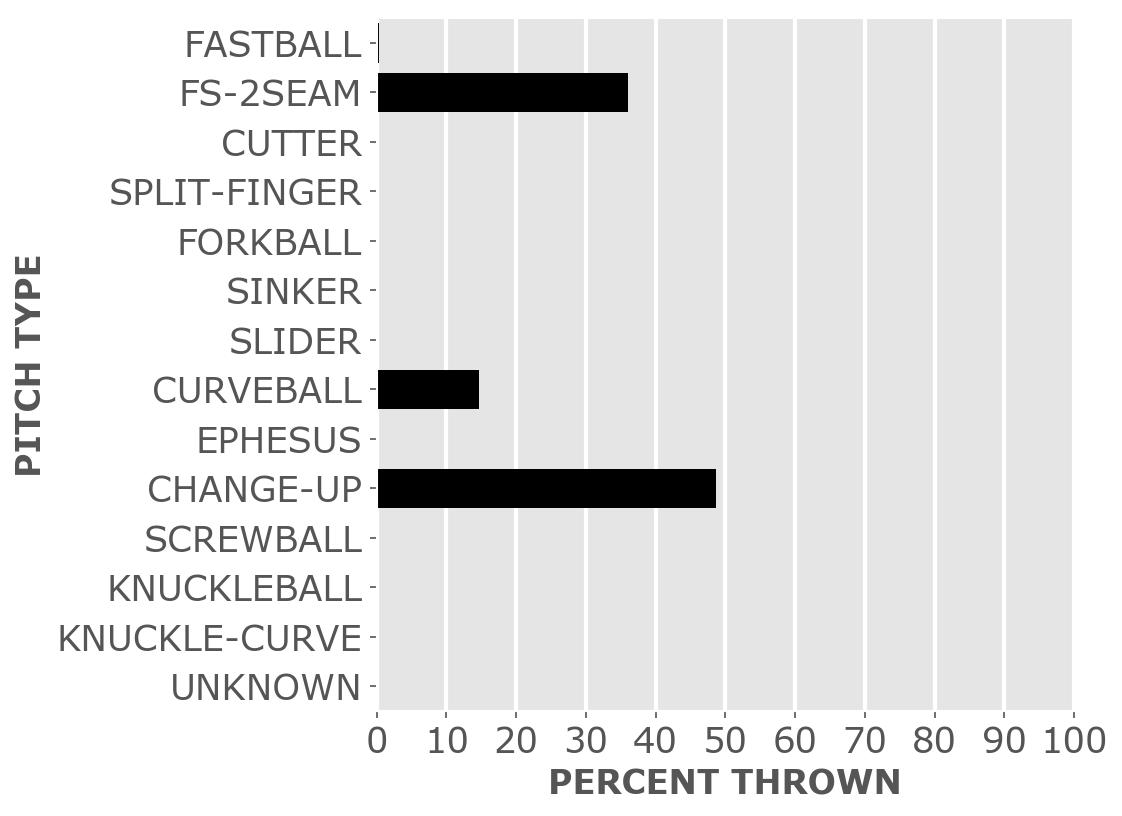 FASTBALL
FS-2SEAM
CUTTER
SPLIT-FINGER
FORKBALL
SINKER
SLIDER
CURVEBALL
EPHESUS
CHANGE-UP
SCREWBALL
KNUCKLEBALL
KNUCKLE-CURVE
UNKNOWN
PITCH TYPE
0 10 20 30 40 50 60 70 80 90 100
PERCENT THROWN